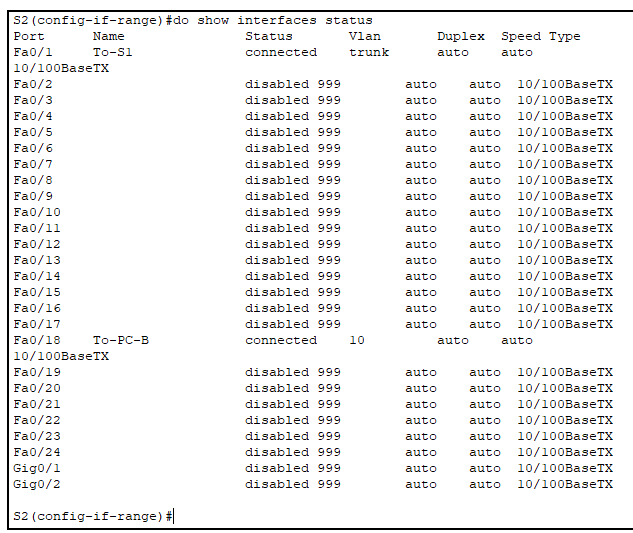 S2(config-if-range)#do show interfaces status
Port      Name               Status       Vlan       Duplex  Speed Type
Fa0/1     To-S1              connected    trunk      auto    auto
10/100BaseTX
Fa0/2                        disabled 999        auto    auto  10/100BaseTX
Fa0/3                        disabled 999        auto    auto  10/100BaseTX
Fa0/4                        disabled 999        auto    auto  10/100BaseTX
Fa0/5                        disabled 999        auto    auto  10/100BaseTX
Fa0/6                        disabled 999        auto    auto  10/100BaseTX
Fa0/7                        disabled 999        auto    auto  10/100BaseTX
Fa0/8                        disabled 999        auto    auto  10/100BaseTX
Fa0/9                        disabled 999        auto    auto  10/100BaseTX
Fa0/10                       disabled 999        auto    auto  10/100BaseTX
Fa0/11                       disabled 999        auto    auto  10/100BaseTX
Fa0/12                       disabled 999        auto    auto  10/100BaseTX
Fa0/13                       disabled 999        auto    auto  10/100BaseTX
Fa0/14                       disabled 999        auto    auto  10/100BaseTX
Fa0/15                       disabled 999        auto    auto  10/100BaseTX
Fa0/16                       disabled 999        auto    auto  10/100BaseTX
Fa0/17                       disabled 999        auto    auto  10/100BaseTX
Fa0/18    To-PC-B            connected    10         auto    auto
10/100BaseTX
Fa0/19                       disabled 999        auto    auto  10/100BaseTX
Fa0/20                       disabled 999        auto    auto  10/100BaseTX
Fa0/21                       disabled 999        auto    auto  10/100BaseTX
Fa0/22                       disabled 999        auto    auto  10/100BaseTX
Fa0/23                       disabled 999        auto    auto  10/100BaseTX
Fa0/24                       disabled 999        auto    auto  10/100BaseTX
Gig0/1                       disabled 999        auto    auto  10/100BaseTX
Gig0/2                       disabled 999        auto    auto  10/100BaseTX
S2(config-if-range)#